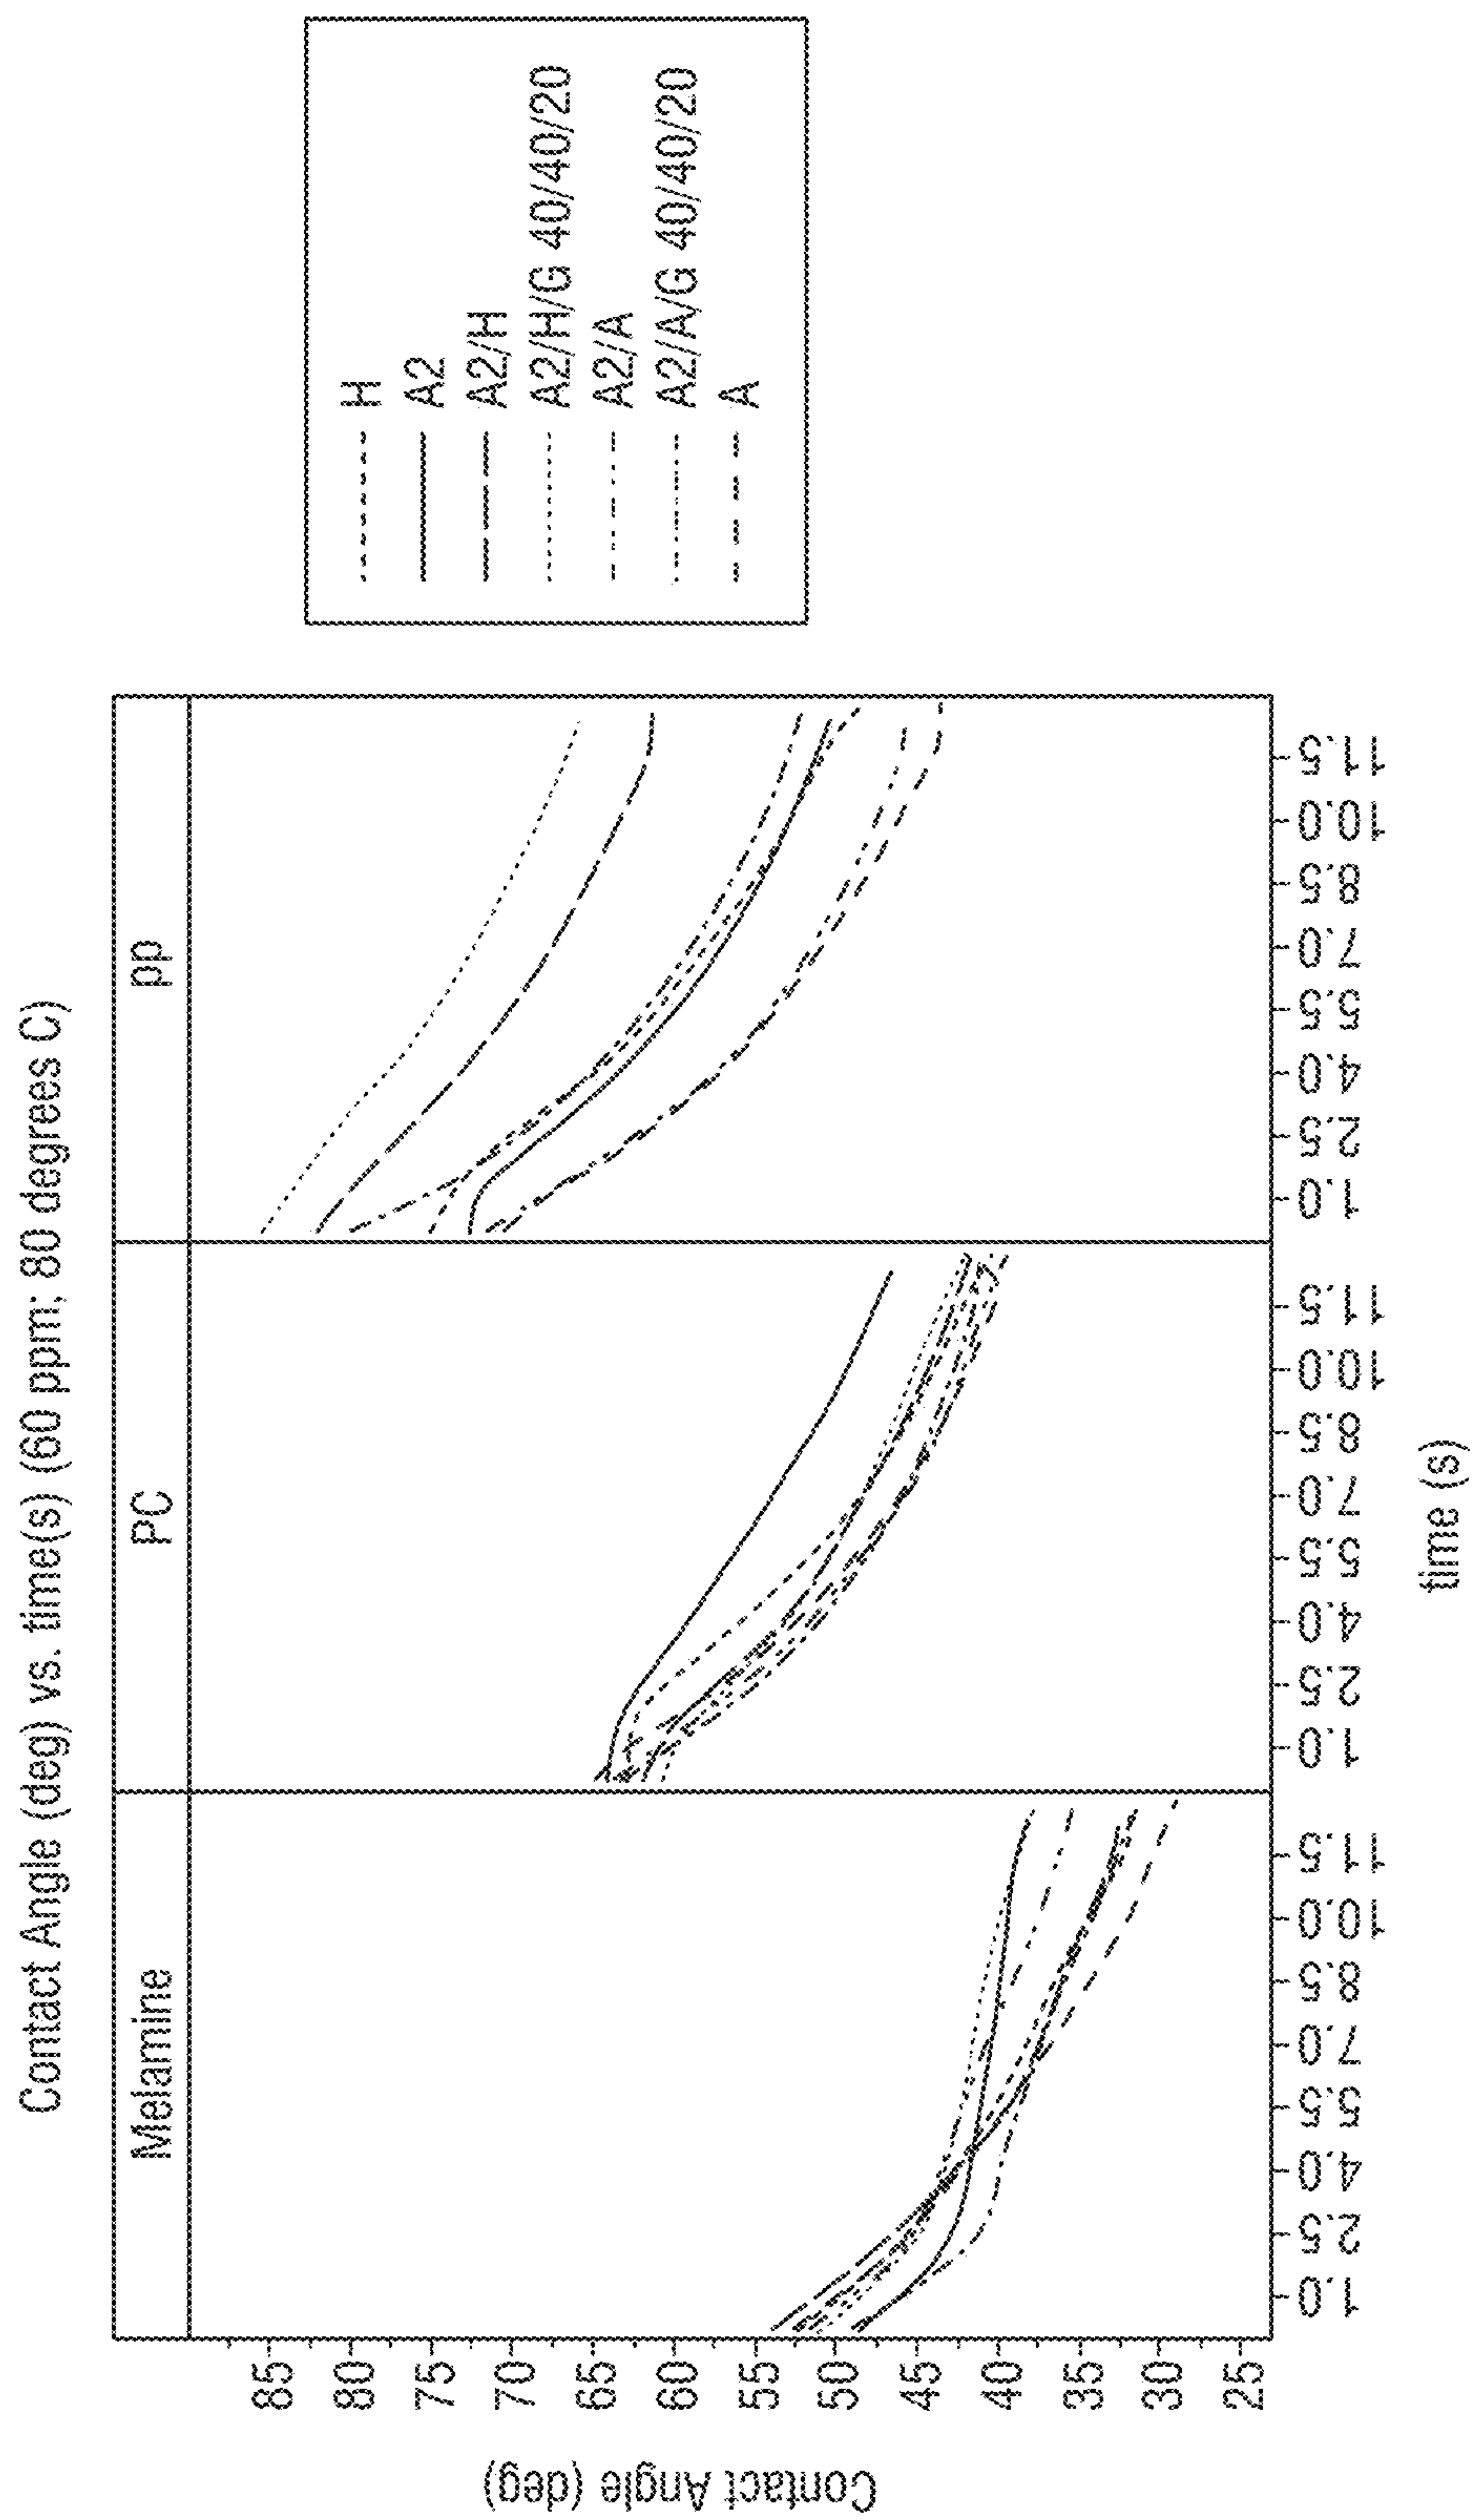 Contact Angle (deg) vs. time(s) (60 ppm; 80 degrees C)
Melamine
PC
pp
Contact Angle (deg)
85
80
75
70
65
60
55
50
45
40
35
30
25
1.0 2.5 4.0 5.5 7.0 8.5 10.0 11.5
1.0 2.5 4.0 5.5 7.0 8.5 10.0 11.5
1.0 2.5 4.0 5.5 7.0 8.5 10.0 11.5
time (s)
H
A2
A2/H
A2/H/G 40/40/20
A2/A
A2/A/G 40/40/20
A